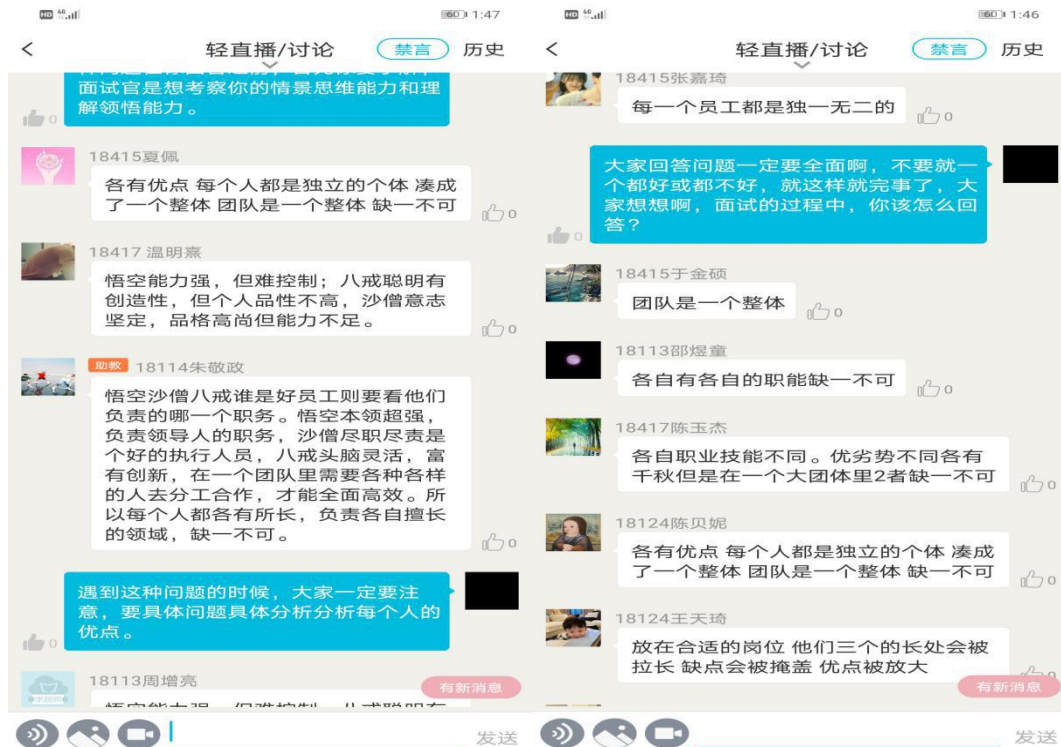 HD 4G 60 1:47
轻直播/讨论 禁言 历史
面试官是想考察你的情景思维能力和理
解领悟能力。
0
18415夏佩
各有优点 每个人都是独立的个体 凑成
了一个整体 团队是一个整体 缺一不可
0
18417 温明熹
悟空能力强，但难控制；八戒聪明有
创造性，但个人品性不高，沙僧意志
坚定，品格高尚但能力不足。
0
助教 18114朱敬政
悟空沙僧八戒谁是好员工则要看他们
负责的哪一个职务。悟空本领超强，
负责领导人的职务，沙僧尽职尽责是
个好的执行人员，八戒头脑灵活，富
有创新，在一个团队里需要各种各样
的人去分工合作，才能全面高效。所
以每个人都各有所长，负责各自擅长
的领域，缺一不可。
0
遇到这种问题的时候，大家一定要注
意，要具体问题具体分析分析每个人的
优点。
0
18113周增亮
有新消息
发送
HD 4G 60 1:46
轻直播/讨论 禁言 历史
18415张嘉琦
每一个员工都是独一无二的
0
大家回答问题一定要全面啊，不要就一
个都好或都不好，就这样就完事了，大
家想想啊，面试的过程中，你该怎么回
答？
0
18415于金硕
团队是一个整体
0
18113邵煜童
各自有各自的职能缺一不可
0
18417陈玉杰
各自职业技能不同。优劣势不同各有
千秋但是在一个大团体里2者缺一不可
0
18124陈贝妮
各有优点 每个人都是独立的个体 凑成
了一个整体 团队是一个整体 缺一不可
0
18124王天琦
放在合适的岗位 他们三个的长处会被
拉长 缺点会被掩盖 优点被放大
0
有新消息
发送